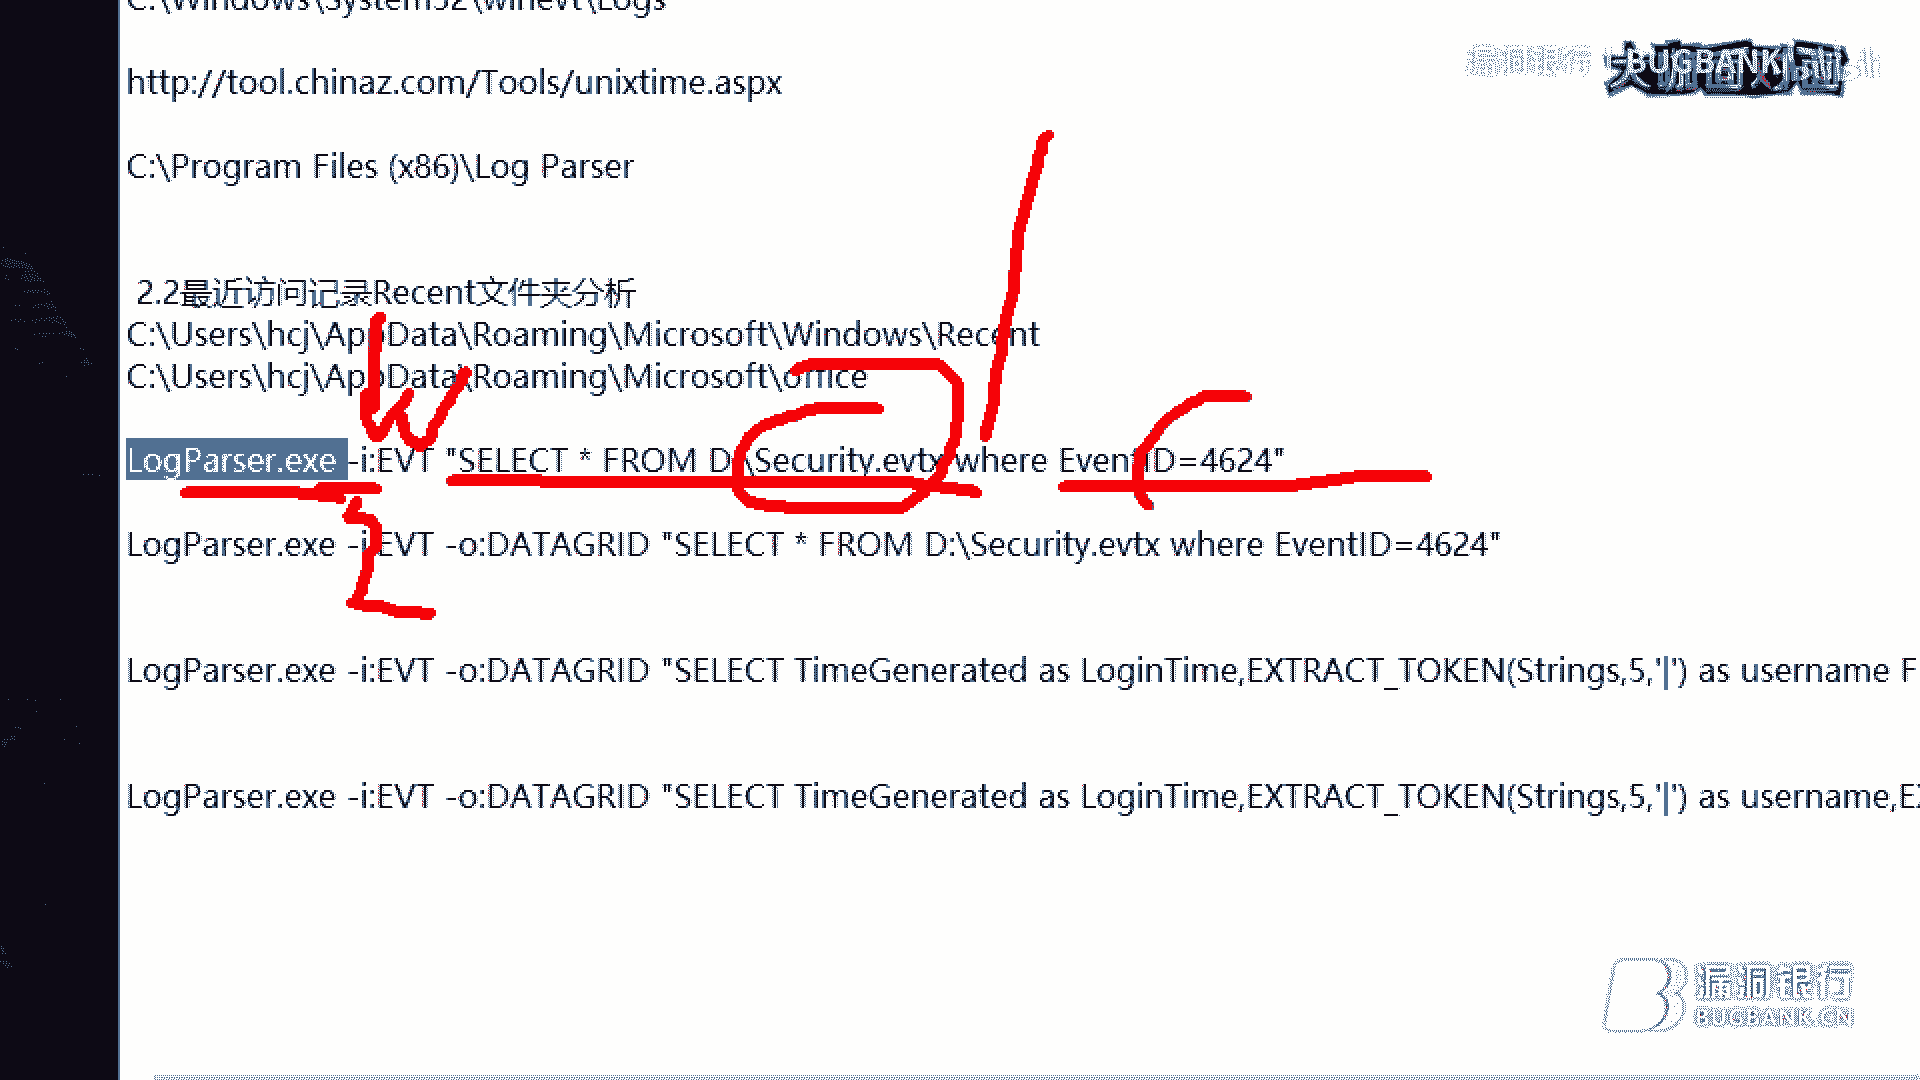 C:\Windows\System32\winevt\Logs
BUGBANK
http://tool.chinaz.com/Tools/unixtime.aspx
C:\Program Files (x86)\Log Parser
2.2最近访问记录Recent文件夹分析
C:\Users\hcj\AppData\Roaming\Microsoft\Windows\Recent
C:\Users\hcj\AppData\Roaming\Microsoft\office
LogParser.exe -i:EVT "SELECT * FROM D:\Security.evtx where EventID=4624"
LogParser.exe -i:EVT -o:DATAGRID "SELECT * FROM D:\Security.evtx where EventID=4624"
LogParser.exe -i:EVT -o:DATAGRID "SELECT TimeGenerated as LoginTime,EXTRACT_TOKEN(Strings,5,'|') as username F
LogParser.exe -i:EVT -o:DATAGRID "SELECT TimeGenerated as LoginTime,EXTRACT_TOKEN(Strings,5,'|') as username,EX
漏洞银行
BUGBANK.CN